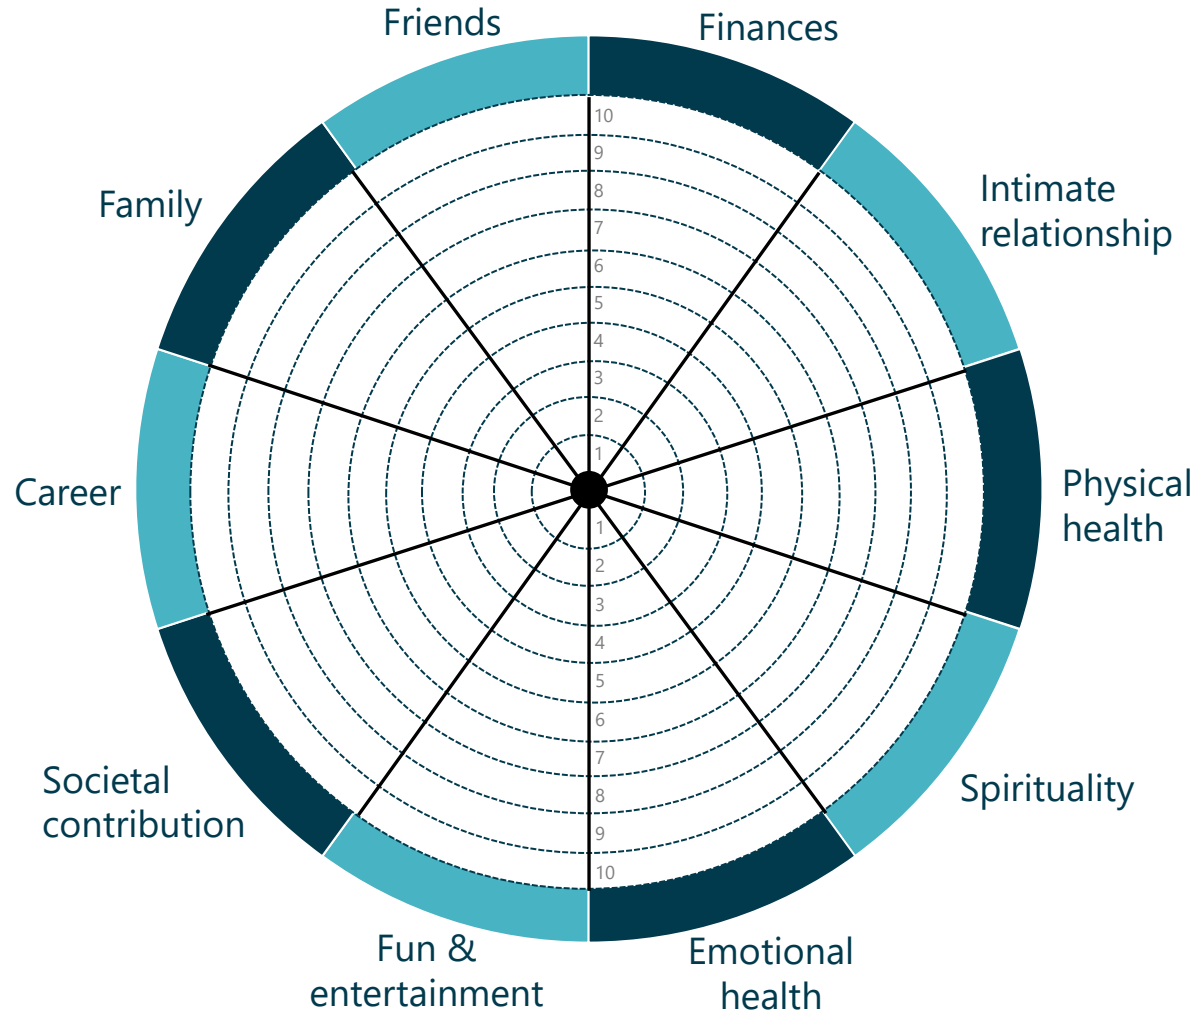 Friends
Finances
Family
Intimate
relationship
10
9
8
7
6
5
4
3
2
1
Career
Physical
health
1
2
3
4
5
6
7
8
9
10
Societal
contribution
Spirituality
Fun &
entertainment
Emotional
health